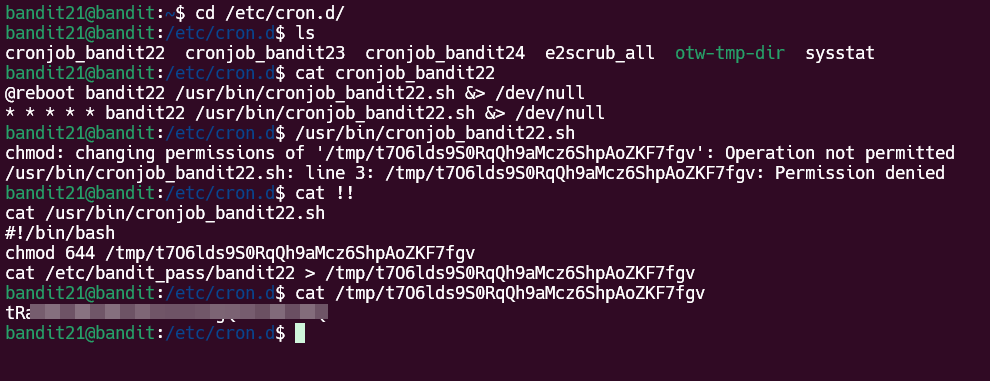 bandit21@bandit:~$ cd /etc/cron.d/
bandit21@bandit:/etc/cron.d$ ls
cronjob_bandit22  cronjob_bandit23  cronjob_bandit24  e2scrub_all  otw-tmp-dir  sysstat
bandit21@bandit:/etc/cron.d$ cat cronjob_bandit22
@reboot bandit22 /usr/bin/cronjob_bandit22.sh &> /dev/null
* * * * * bandit22 /usr/bin/cronjob_bandit22.sh &> /dev/null
bandit21@bandit:/etc/cron.d$ /usr/bin/cronjob_bandit22.sh
chmod: changing permissions of '/tmp/t7O6lds9S0RqQh9aMcz6ShpAoZKF7fgv': Operation not permitted
/usr/bin/cronjob_bandit22.sh: line 3: /tmp/t7O6lds9S0RqQh9aMcz6ShpAoZKF7fgv: Permission denied
bandit21@bandit:/etc/cron.d$ cat !!
cat /usr/bin/cronjob_bandit22.sh
#!/bin/bash
chmod 644 /tmp/t7O6lds9S0RqQh9aMcz6ShpAoZKF7fgv
cat /etc/bandit_pass/bandit22 > /tmp/t7O6lds9S0RqQh9aMcz6ShpAoZKF7fgv
bandit21@bandit:/etc/cron.d$ cat /tmp/t7O6lds9S0RqQh9aMcz6ShpAoZKF7fgv
bandit21@bandit:/etc/cron.d$